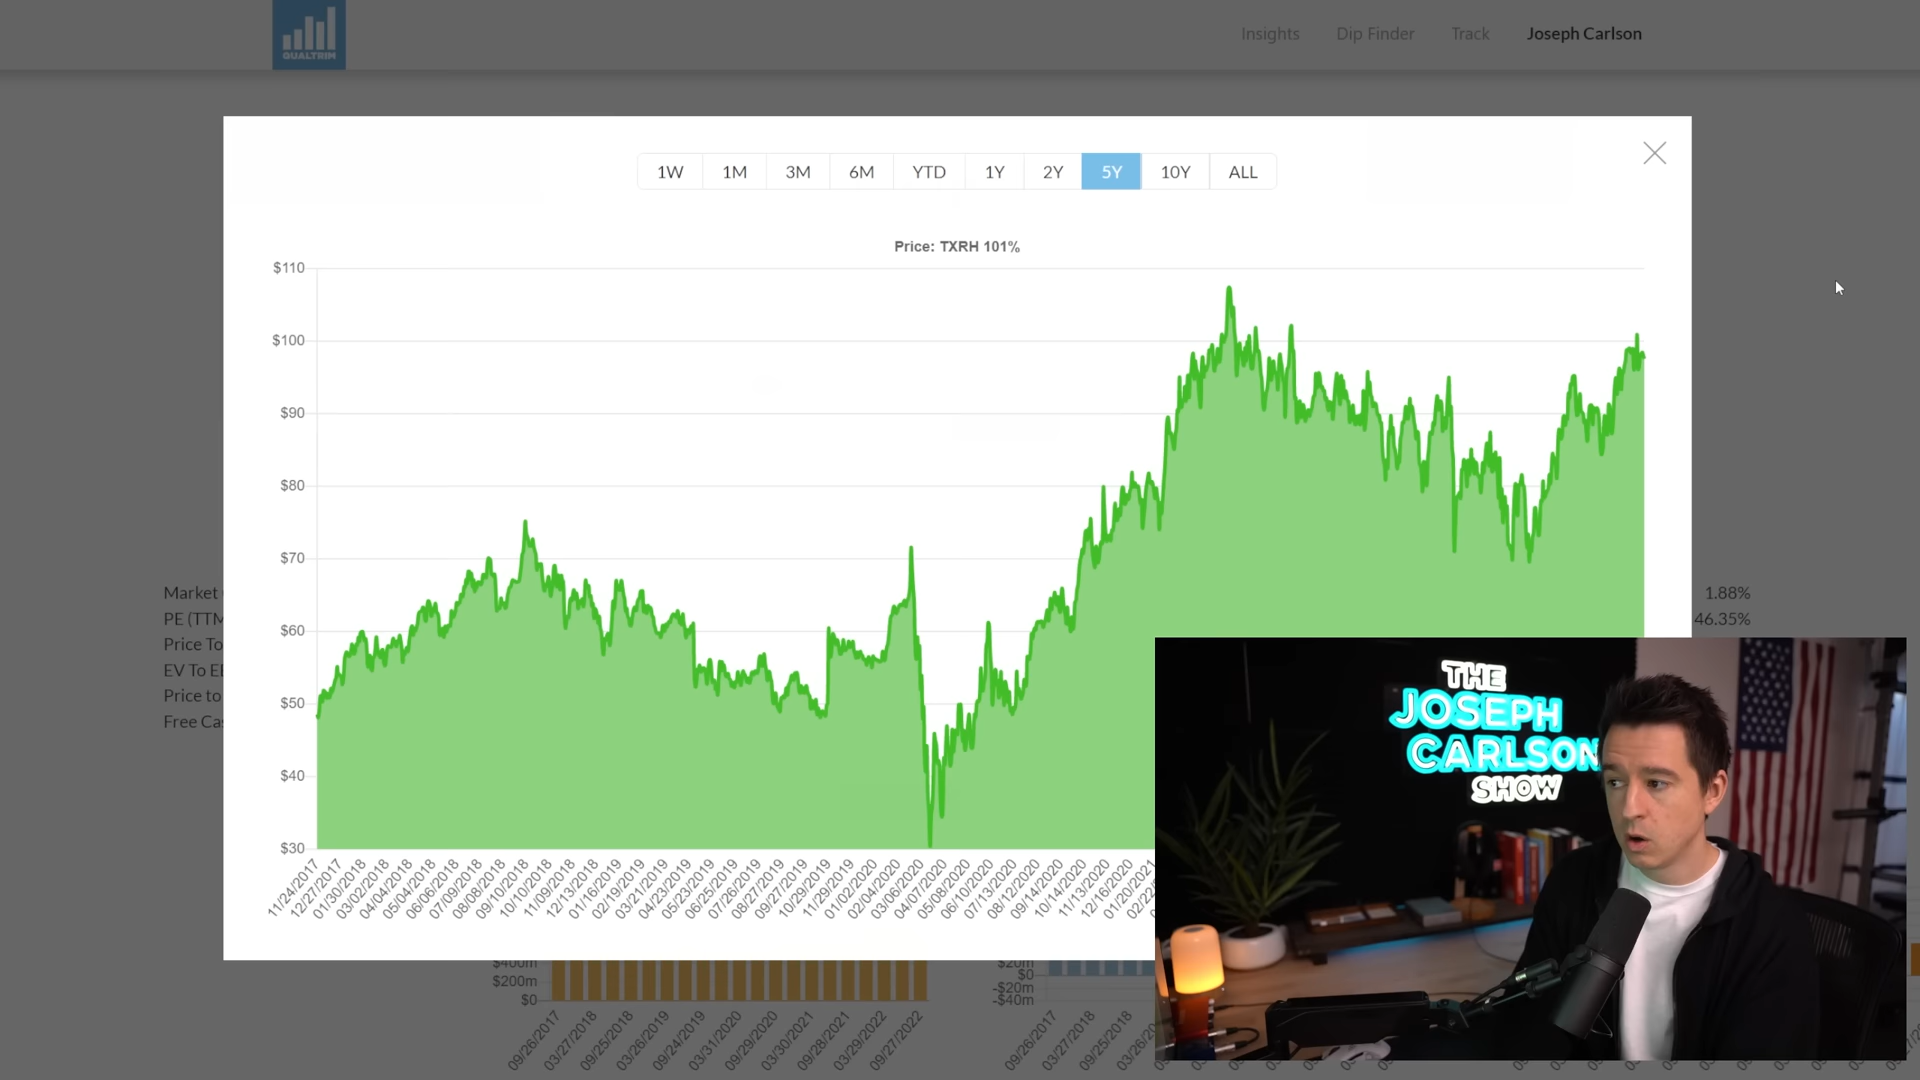 QUALTRIM
Insights Dip Finder Track Joseph Carlson
1W 1M 3M 6M YTD 1Y 2Y 5Y 10Y ALL
Price: TXRH 101%
$110
$100
$90
$80
$70
$60
$50
$40
$30
11/24/2017 12/27/2017 01/30/2018 03/02/2018 04/04/2018 05/04/2018 06/06/2018 07/09/2018 08/08/2018 09/10/2018 10/10/2018 11/09/2018 12/13/2018 01/16/2019 02/19/2019 03/21/2019 04/23/2019 05/23/2019 06/25/2019 07/26/2019 08/27/2019 09/27/2019 10/29/2019 11/29/2019 01/02/2020 02/04/2020 03/06/2020 04/07/2020 05/08/2020 06/10/2020 07/13/2020 08/12/2020 09/14/2020 10/14/2020 11/13/2020 12/16/2020 01/20/2021
Market
PE (TTM
Price To
EV To
Price to
Free Ca
1.88%
46.35%
THE
JOSEPH
CARLSON
SHOW
$400m
$200m
$0
09/26/2017 03/27/2018 09/25/2018 03/26/2019 09/24/2019 03/31/2020 09/29/2020 03/30/2021 09/28/2021 03/29/2022 09/27/2022
$20m
$0
-$20m
-$40m
09/26/2017 03/27/2018 09/25/2018